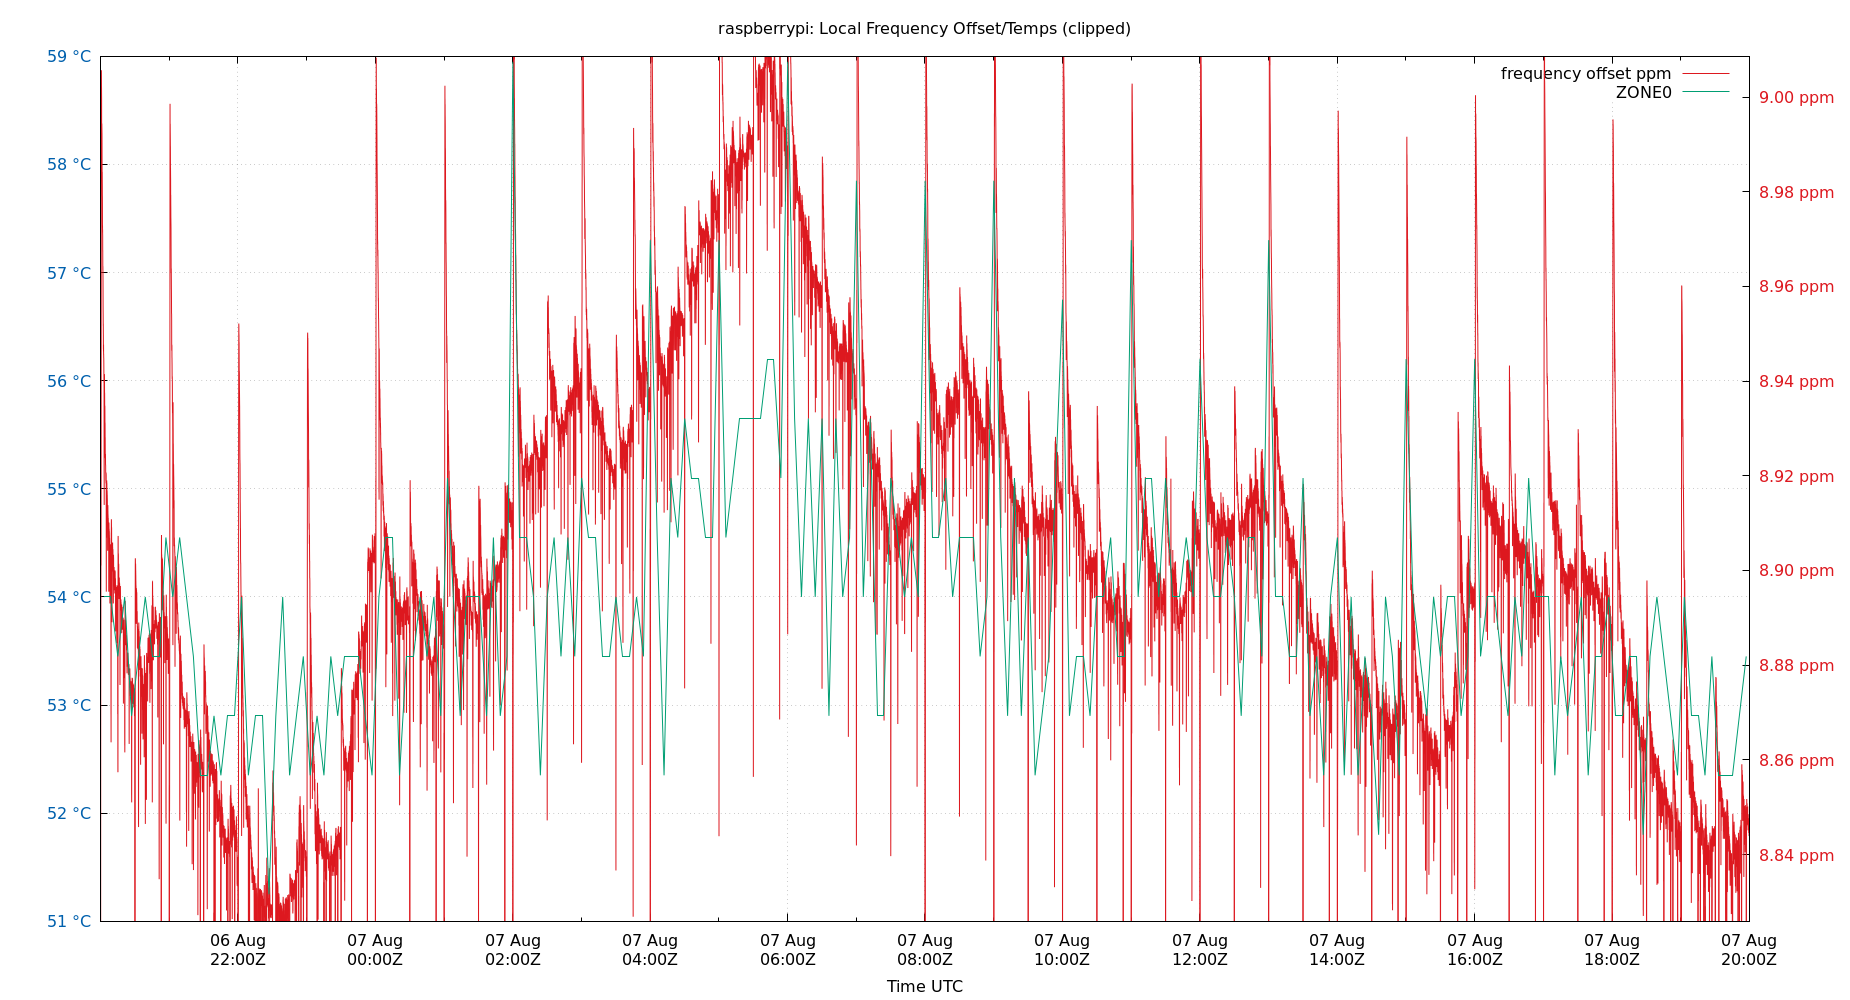 raspberrypi: Local Frequency Offset/Temps (clipped)
59 °C
58 °C
57 °C
56 °C
55 °C
54 °C
53 °C
52 °C
51 °C
frequency offset ppm
ZONE0
9.00 ppm
8.98 ppm
8.96 ppm
8.94 ppm
8.92 ppm
8.90 ppm
8.88 ppm
8.86 ppm
8.84 ppm
06 Aug
22:00Z
07 Aug
00:00Z
07 Aug
02:00Z
07 Aug
04:00Z
07 Aug
06:00Z
07 Aug
08:00Z
07 Aug
10:00Z
07 Aug
12:00Z
07 Aug
14:00Z
07 Aug
16:00Z
07 Aug
18:00Z
07 Aug
20:00Z
Time UTC